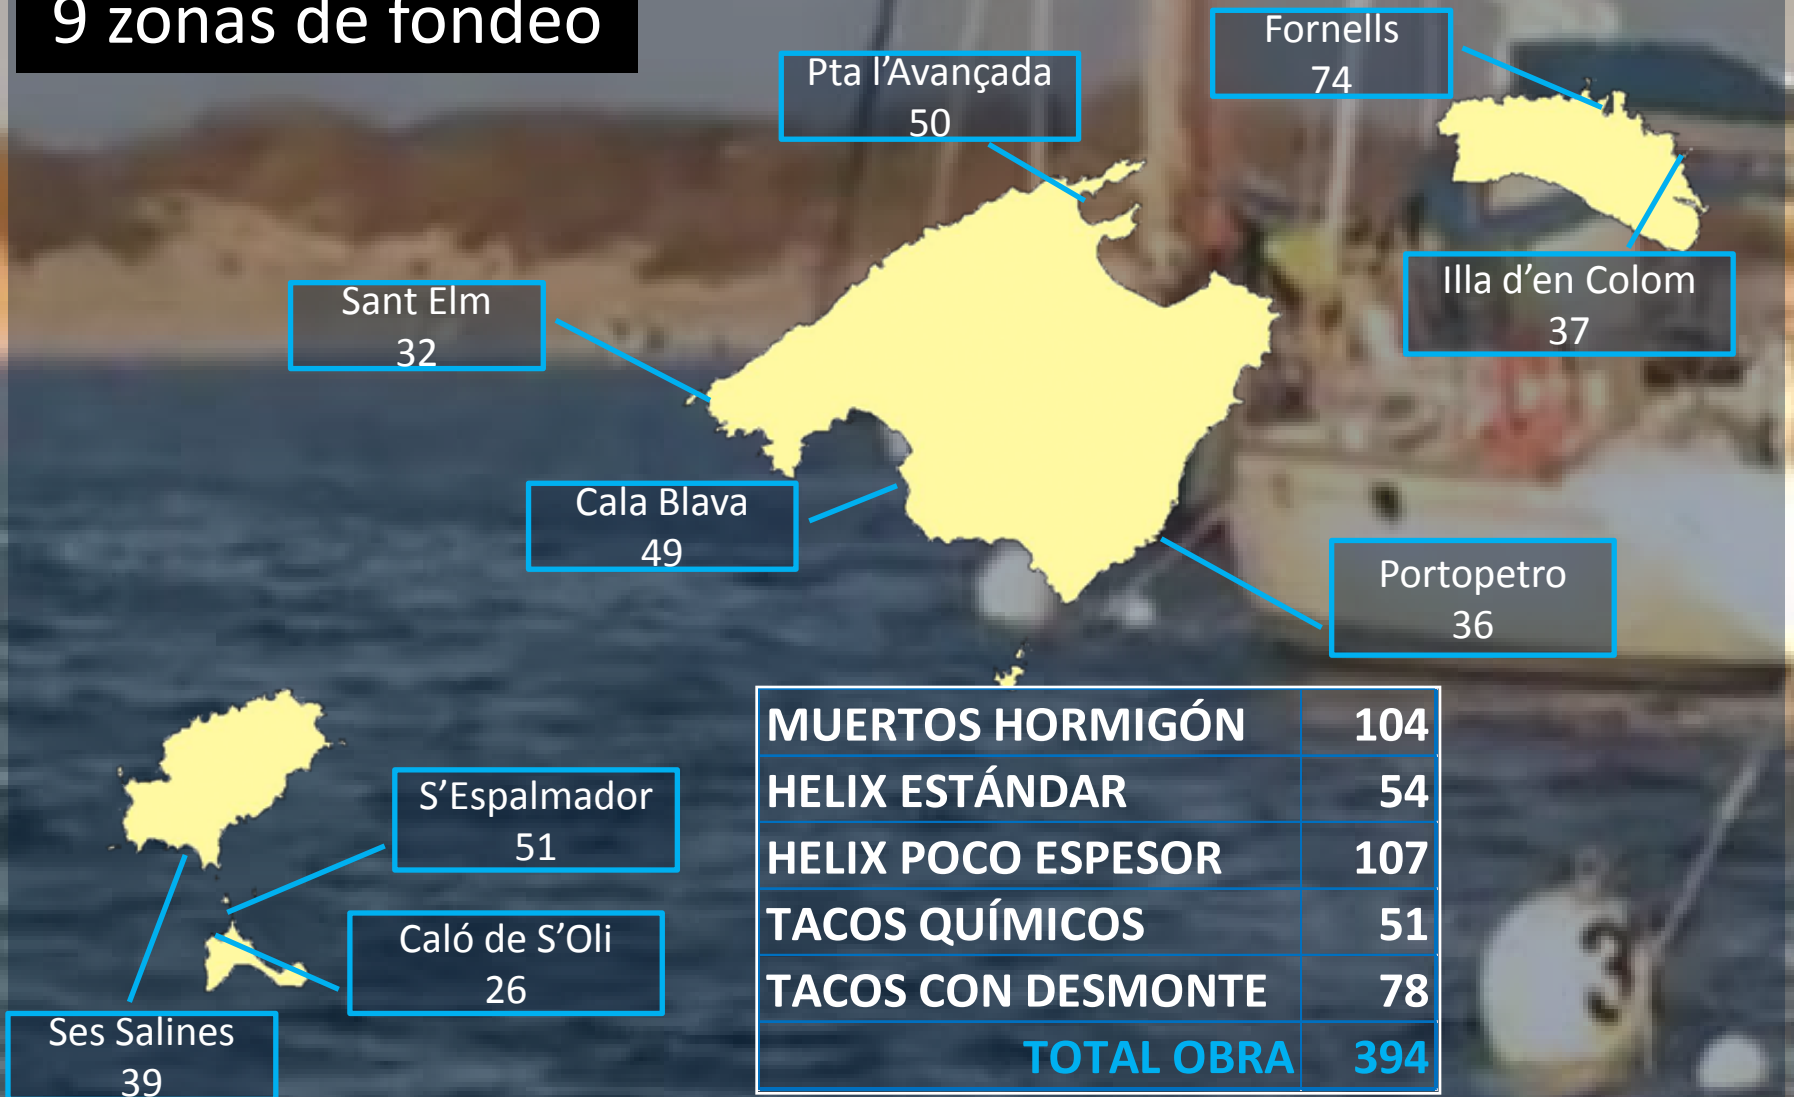 9 zonas de fondeo
Fornells
74
Pta l’Avançada
50
Illa d’en Colom
37
Sant Elm
32
Cala Blava
49
Portopetro
36
S’Espalmador
51
Caló de S’Oli
26
Ses Salines
39
MUERTOS HORMIGÓN 104
HELIX ESTÁNDAR 54
HELIX POCO ESPESOR 107
TACOS QUÍMICOS 51
TACOS CON DESMONTE 78
TOTAL OBRA 394
3